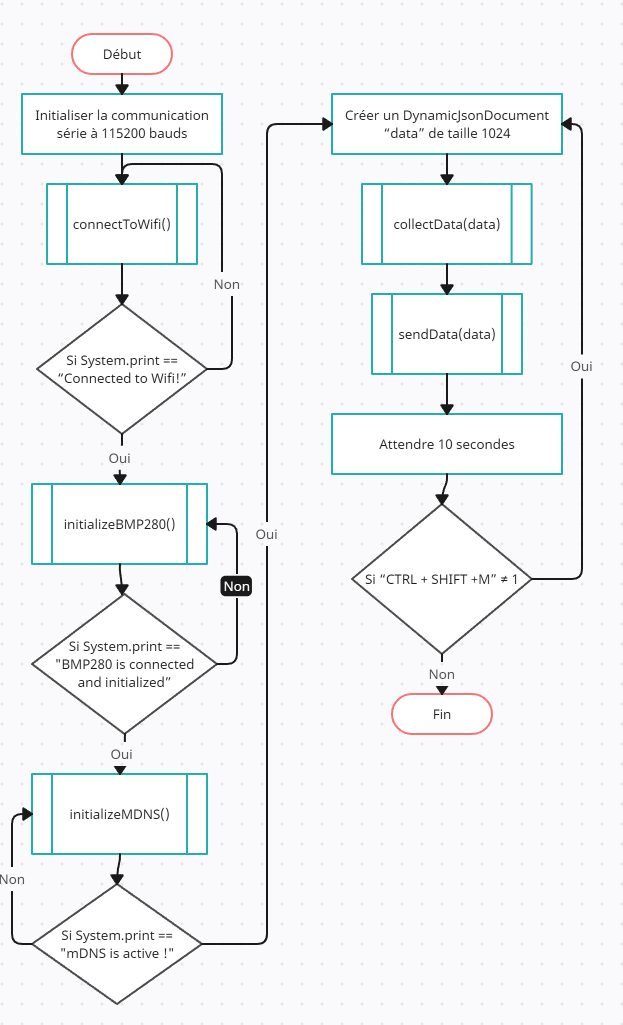 Début
Initialiser la communication
série à 115200 bauds
connectToWifi()
Non
Si System.print ==
“Connected to Wifi!”
Oui
initializeBMP280()
Non
Si System.print ==
"BMP280 is connected
and initialized”
Oui
initializeMDNS()
Non
Si System.print ==
"mDNS is active !"
Oui
Créer un DynamicJsonDocument
“data” de taille 1024
collectData(data)
sendData(data)
Oui
Attendre 10 secondes
Si “CTRL + SHIFT +M” ≠ 1
Non
Fin